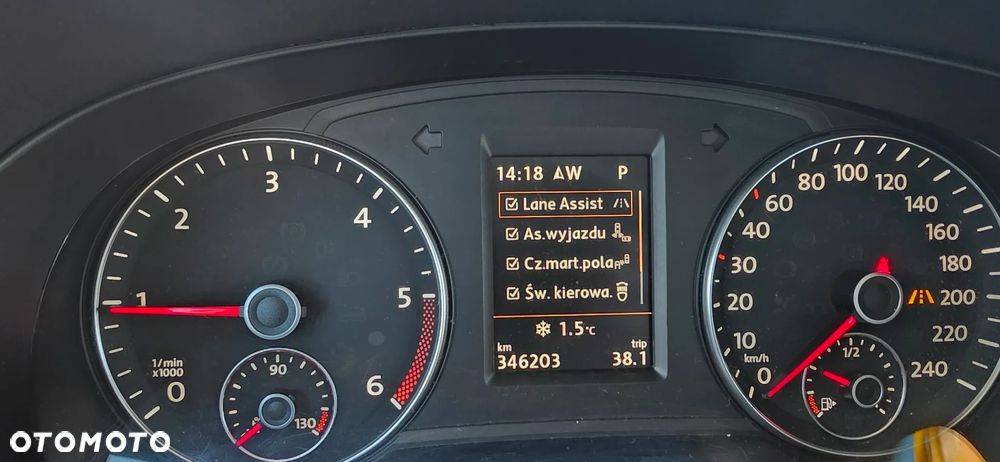 14:18 W P
Lane Assist
As.wyjazdu
Cz.mart.pola
Św. kierowa.
1.5°C
km trip
346203 38.1
0 1 2 3 4 5 6
1/min
x1000
90
130
0 10 20 30 40 60 80 100 120 140 160 180 200 220 240
km/h
1/2
OTOMOTO